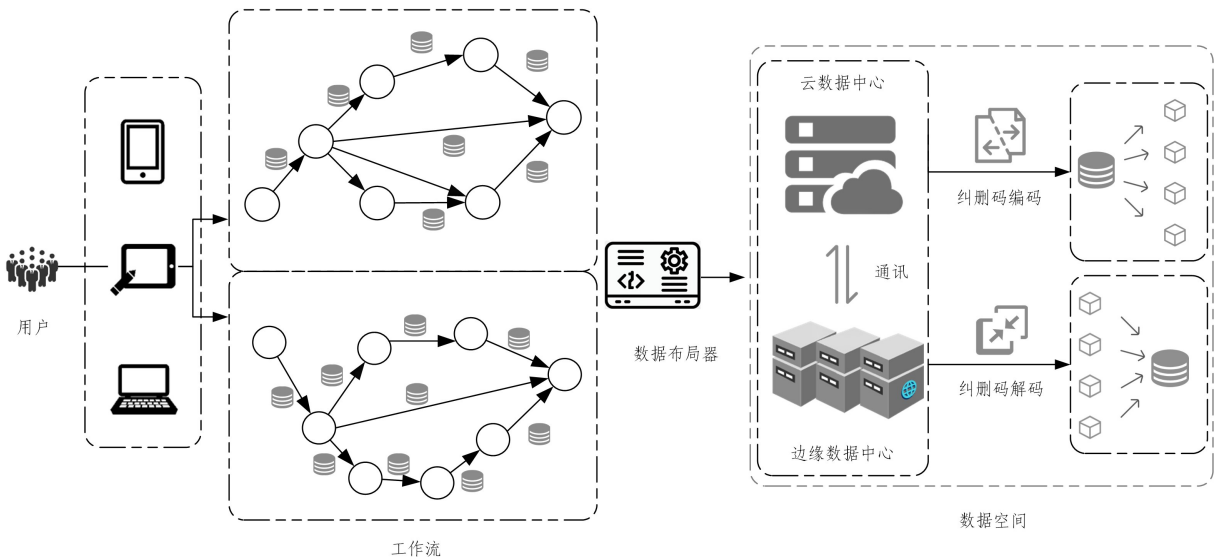 用户
工作流
数据布局器
云数据中心
通讯
边缘数据中心
纠删码编码
纠删码解码
数据空间